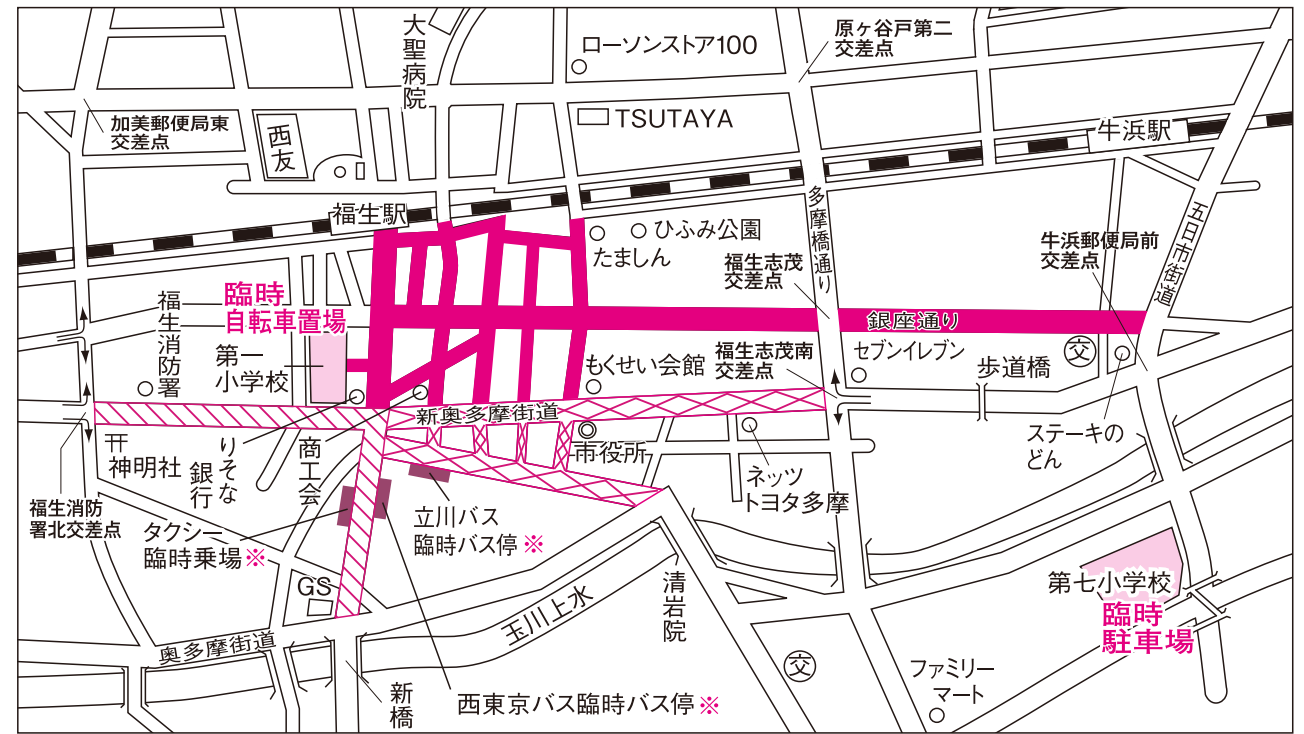 大聖病院
ローソンストア100
原ヶ谷戸第二
交差点
加美郵便局東
交差点
西友
TSUTAYA
牛浜駅
福生駅
ひふみ公園
たましん
多摩橋通り
福生志茂
交差点
牛浜郵便局前
交差点
五日市街道
臨時
自転車置場
福生消防署
銀座通り
第一
小学校
もくせい会館
福生志茂南
交差点
セブンイレブン
交
歩道橋
新奥多摩街道
市役所
ステーキの
どん
神明社
りそな
銀行
商工会
ネッツ
トヨタ多摩
福生消防
署北交差点
タクシー
臨時乗場※
立川バス
臨時バス停※
GS
清岩院
第七小学校
臨時
駐車場
玉川上水
奥多摩街道
交
ファミリー
マート
新橋
西東京バス臨時バス停※